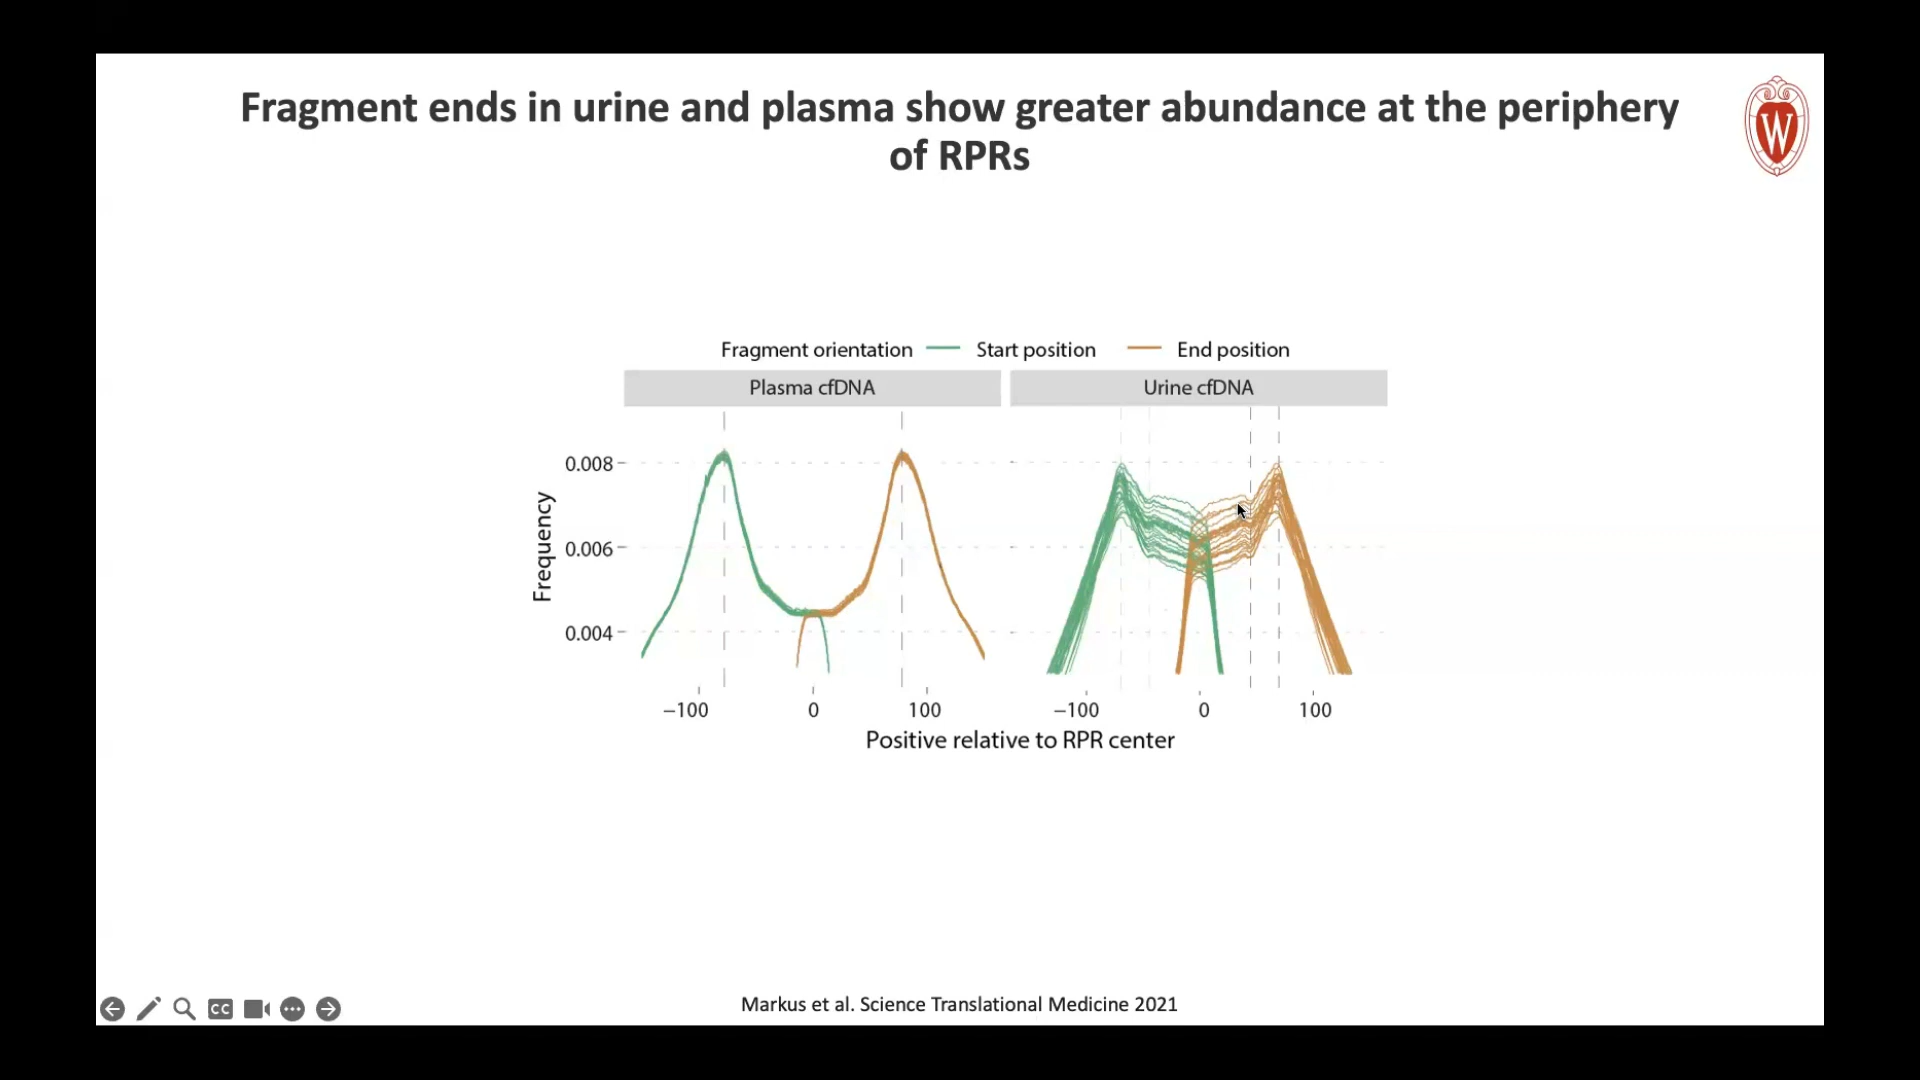 Fragment ends in urine and plasma show greater abundance at the periphery
of RPRs
W
Fragment orientation Start position End position
Plasma cfDNA Urine cfDNA
Frequency
0.008
0.006
0.004
−100 0 100 −100 0 100
Positive relative to RPR center
CC
Markus et al. Science Translational Medicine 2021